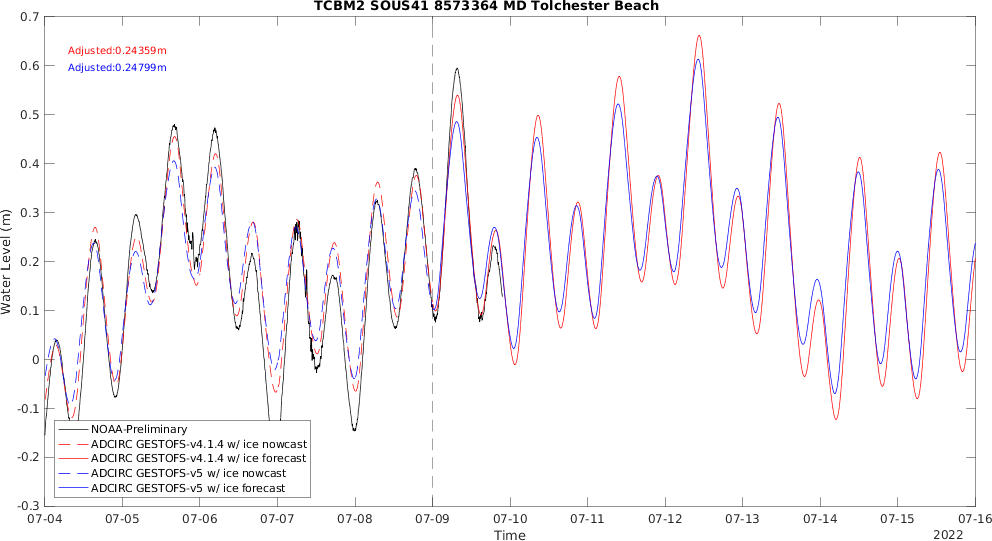 TCBM2 SOUS41 8573364 MD Tolchester Beach
Adjusted:0.24359m
Adjusted:0.24799m
Water Level (m)
0.7
0.6
0.5
0.4
0.3
0.2
0.1
0
-0.1
-0.2
-0.3
NOAA-Preliminary
ADCIRC GESTOFS-v4.1.4 w/ ice nowcast
ADCIRC GESTOFS-v4.1.4 w/ ice forecast
ADCIRC GESTOFS-v5 w/ ice nowcast
ADCIRC GESTOFS-v5 w/ ice forecast
07-04 07-05 07-06 07-07 07-08 07-09 07-10 07-11 07-12 07-13 07-14 07-15 07-16
Time
2022